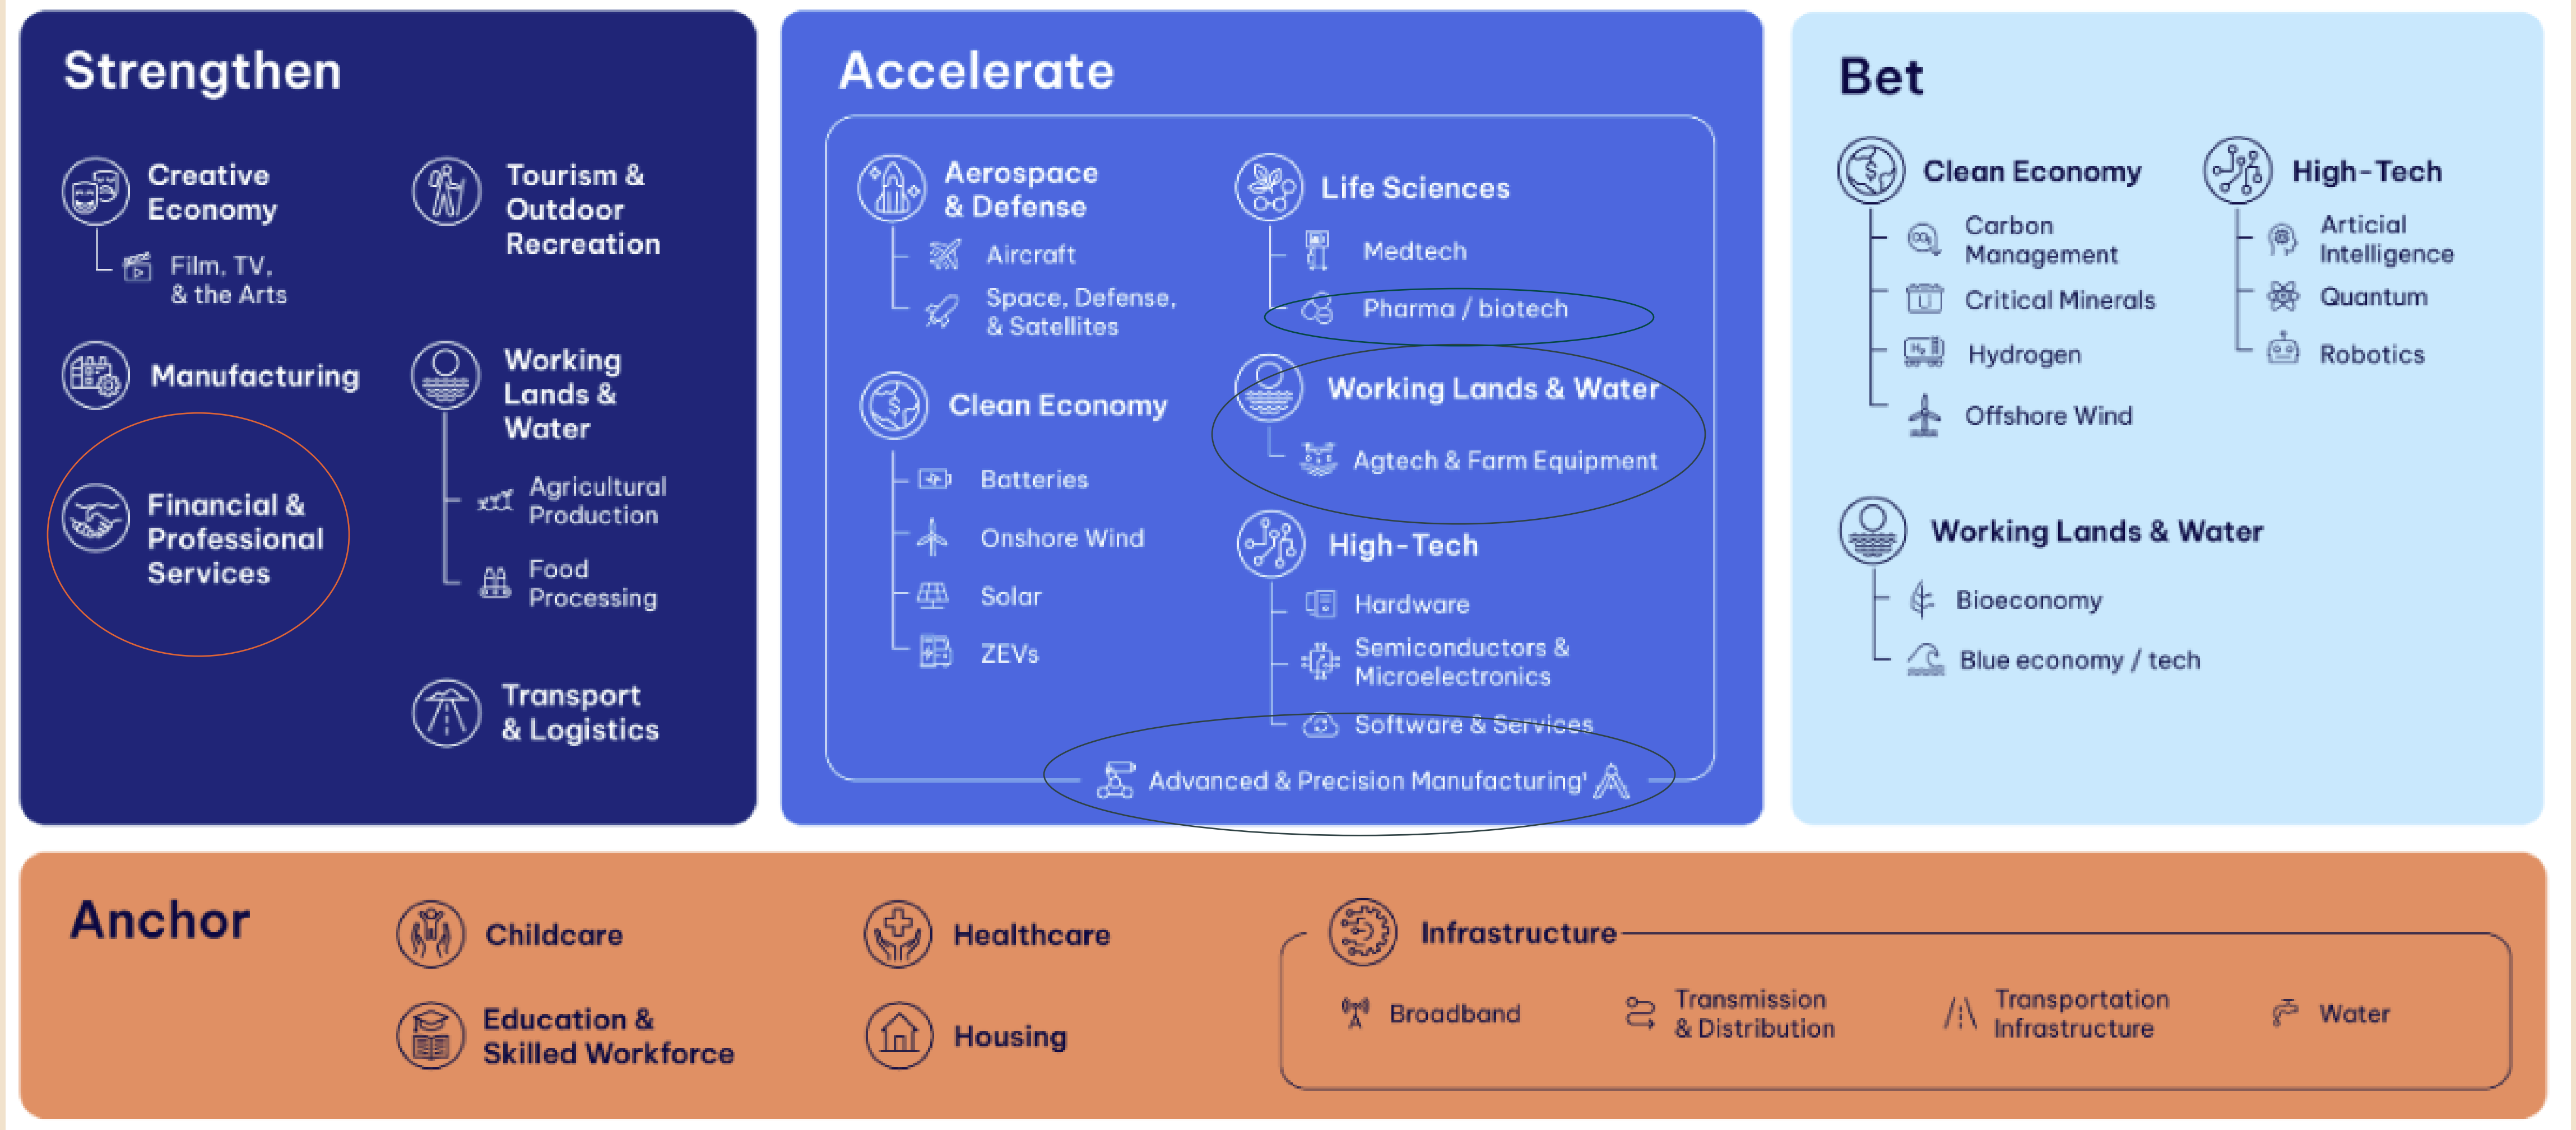 Strengthen
Creative
Economy
Film, TV,
& the Arts
Manufacturing
Financial &
Professional
Services
Tourism &
Outdoor
Recreation
Working
Lands &
Water
Agricultural
Production
Food
Processing
Transport
& Logistics
Accelerate
Aerospace
& Defense
Aircraft
Space, Defense,
& Satellites
Clean Economy
Batteries
Onshore Wind
Solar
ZEVs
Life Sciences
Medtech
Pharma / biotech
Working Lands & Water
Agtech & Farm Equipment
High-Tech
Hardware
Semiconductors &
Microelectronics
Software & Services
Advanced & Precision Manufacturing¹
Bet
Clean Economy
Carbon
Management
Critical Minerals
Hydrogen
Offshore Wind
High-Tech
Articial
Intelligence
Quantum
Robotics
Working Lands & Water
Bioeconomy
Blue economy / tech
Anchor
Childcare
Education &
Skilled Workforce
Healthcare
Housing
Infrastructure
Broadband
Transmission
& Distribution
Transportation
Infrastructure
Water